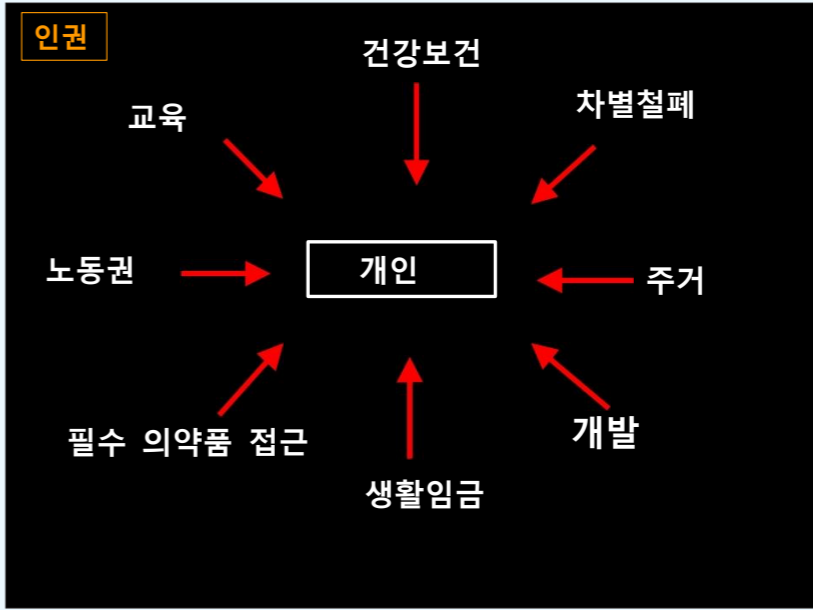 인권
건강보건
교육
차별철폐
노동권
개인
주거
필수 의약품 접근
개발
생활임금